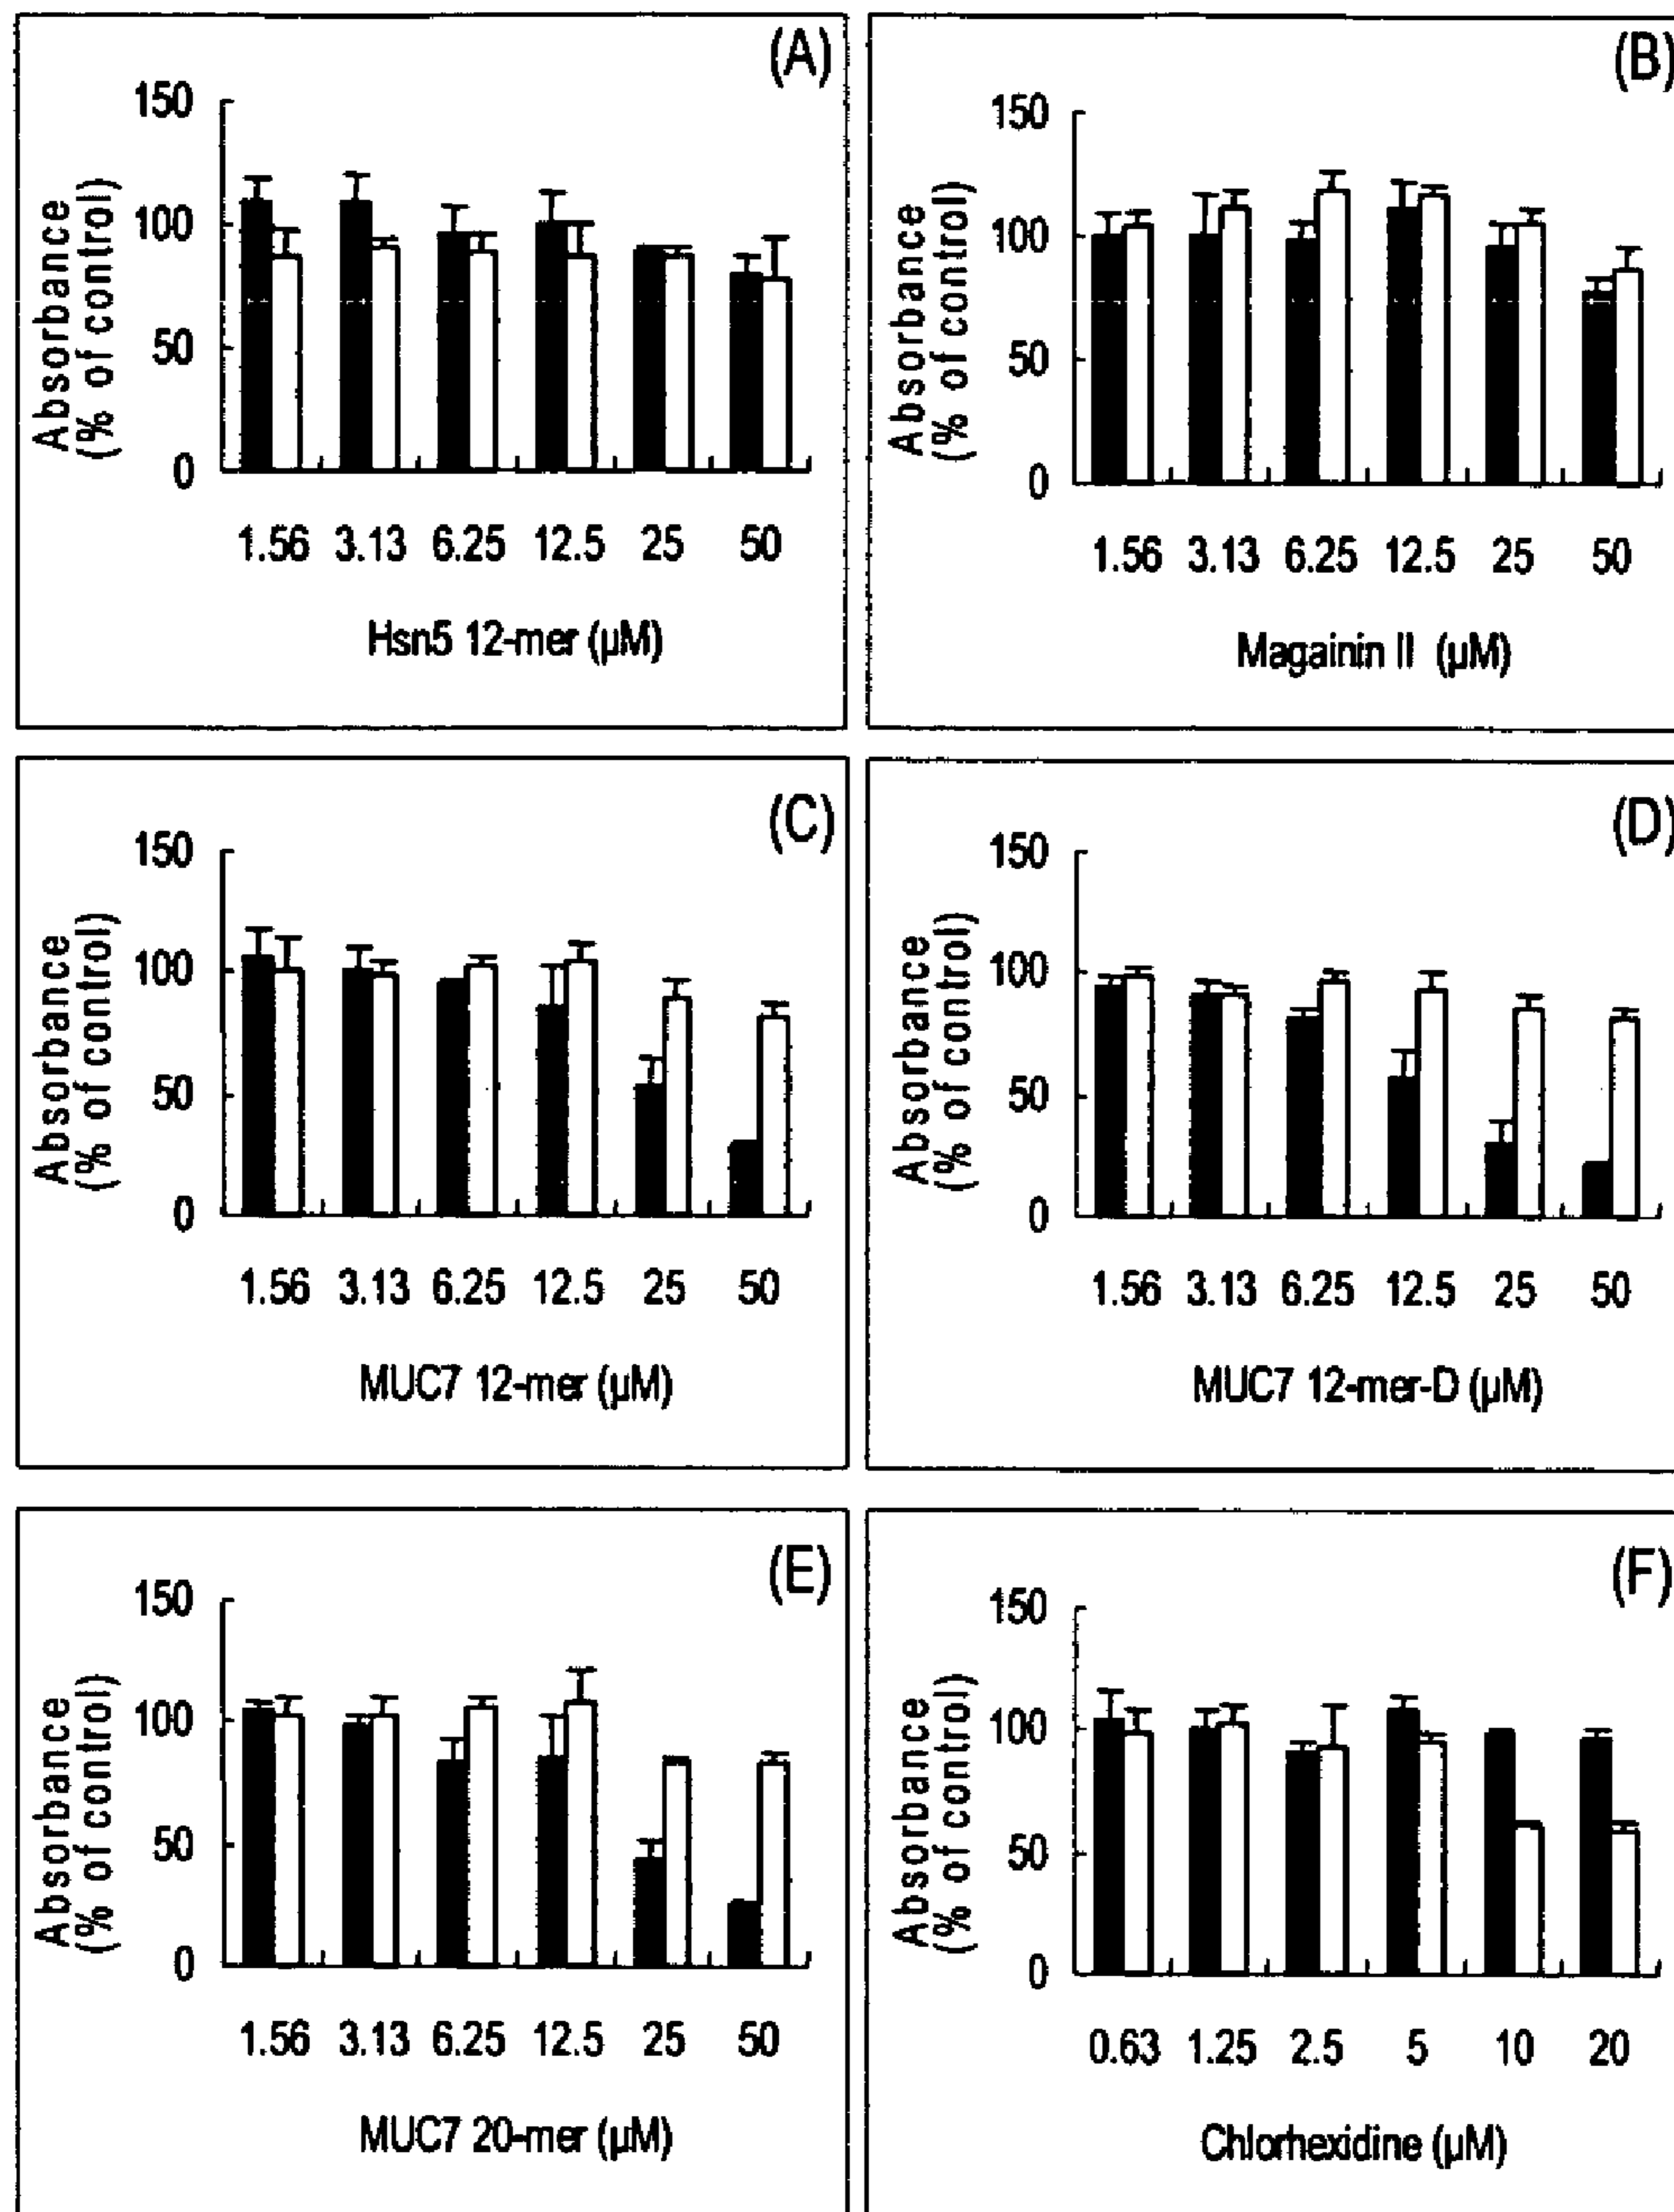 (A)
Absorbance
(% of control)
150
100
50
0
1.56 3.13 6.25 12.5 25 50
Hsn5 12-mer (µM)
(B)
Absorbance
(% of control)
150
100
50
0
1.56 3.13 6.25 12.5 25 50
Magainin II (µM)
(C)
Absorbance
(% of control)
150
100
50
0
1.56 3.13 6.25 12.5 25 50
MUC7 12-mer (µM)
(D)
Absorbance
(% of control)
150
100
50
0
1.56 3.13 6.25 12.5 25 50
MUC7 12-mer-D (µM)
(E)
Absorbance
(% of control)
150
100
50
0
1.56 3.13 6.25 12.5 25 50
MUC7 20-mer (µM)
(F)
Absorbance
(% of control)
150
100
50
0
0.63 1.25 2.5 5 10 20
Chlorhexidine (µM)